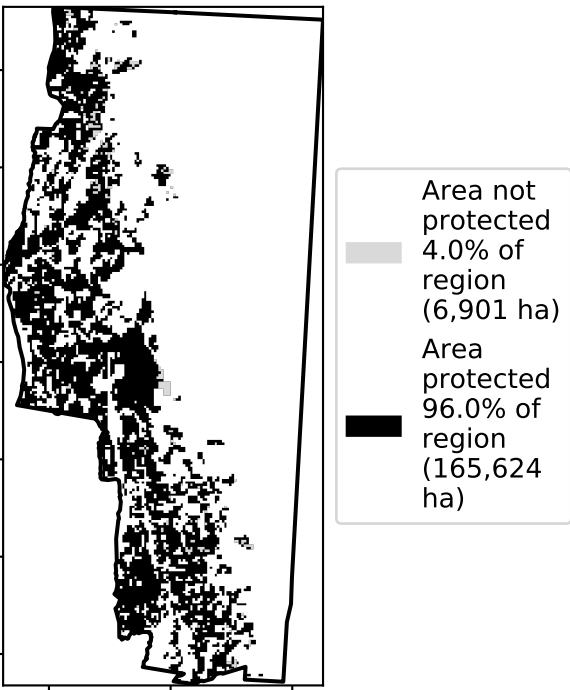 Area not
protected
4.0% of
region
(6,901 ha)
Area
protected
96.0% of
region
(165,624
ha)